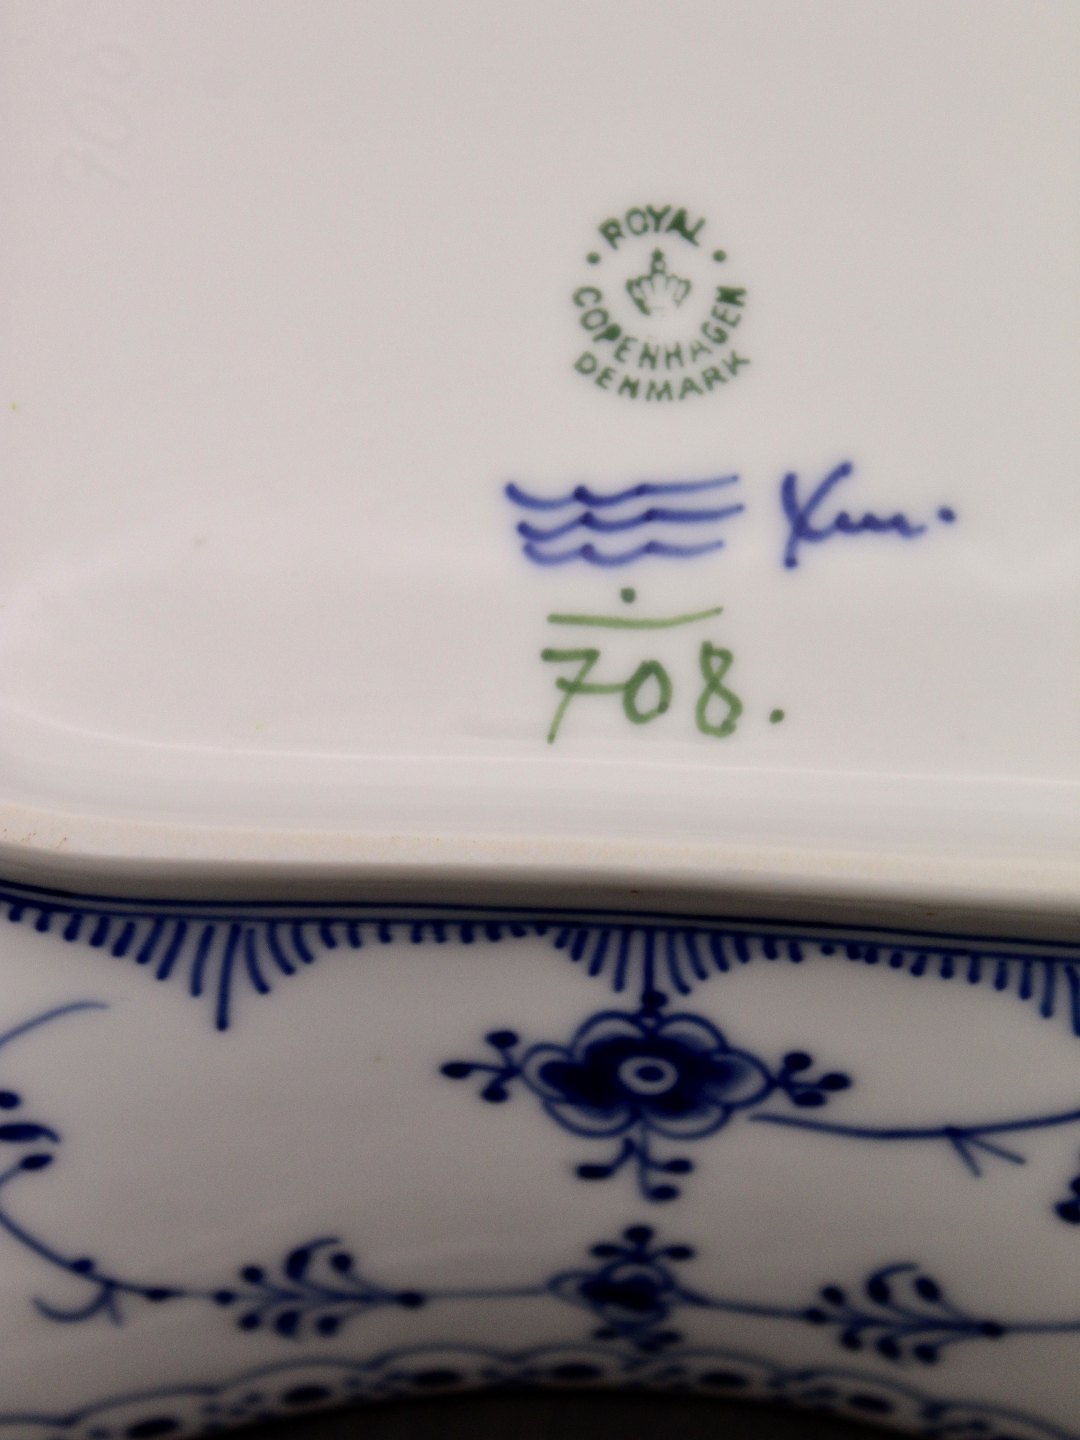 ROYAL
COPENHAGEN
DENMARK
708.